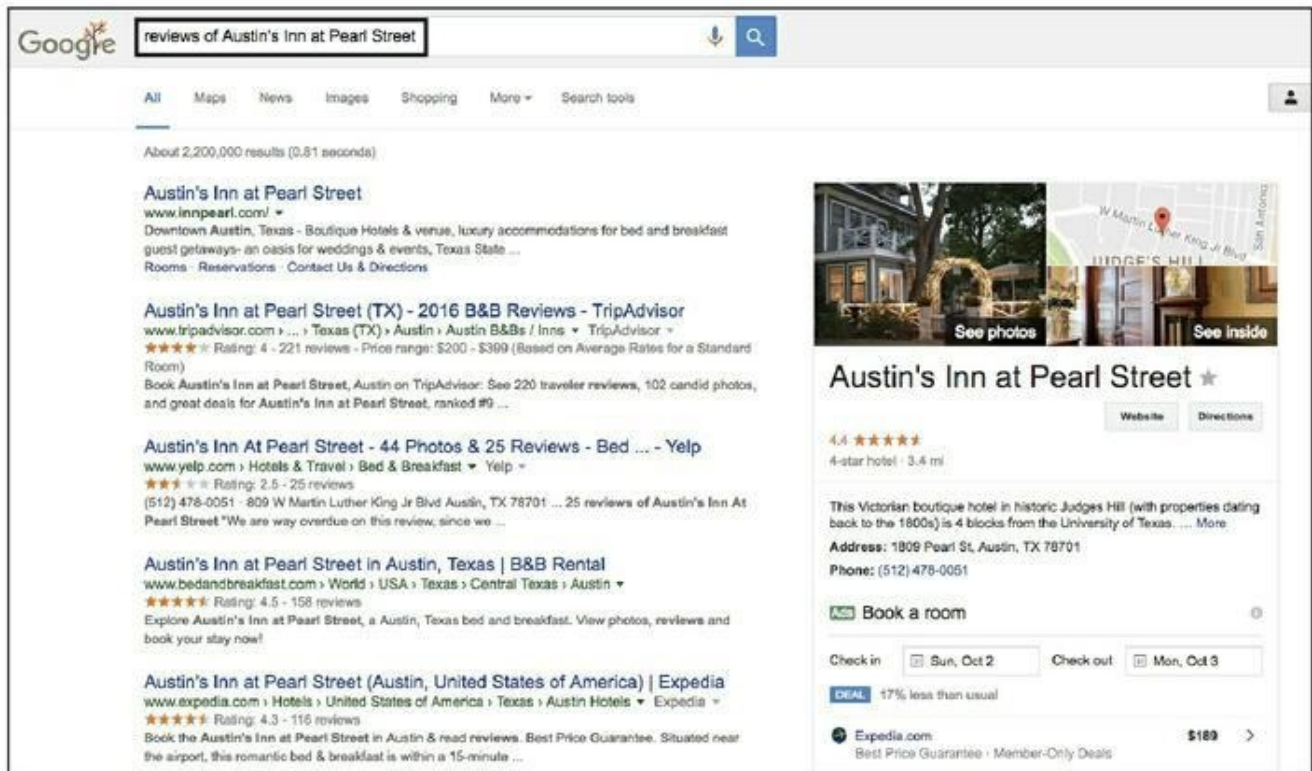 Google
reviews of Austin's Inn at Pearl Street
All Maps News Images Shopping More Search tools
About 2,200,000 results (0.81 seconds)
Austin's Inn at Pearl Street
www.innpearl.com/
Downtown Austin, Texas - Boutique Hotels & venue, luxury accommodations for bed and breakfast
guest getaways- an oasis for weddings & events, Texas State ...
Rooms · Reservations · Contact Us & Directions
Austin's Inn at Pearl Street (TX) - 2016 B&B Reviews - TripAdvisor
www.tripadvisor.com › ... › Texas (TX) › Austin › Austin B&Bs / Inns TripAdvisor
Rating: 4 - 221 reviews - Price range: $200 - $399 (Based on Average Rates for a Standard
Room)
Book Austin's Inn at Pearl Street, Austin on TripAdvisor: See 220 traveler reviews, 102 candid photos,
and great deals for Austin's Inn at Pearl Street, ranked #9 ...
Austin's Inn At Pearl Street - 44 Photos & 25 Reviews - Bed ... - Yelp
www.yelp.com › Hotels & Travel › Bed & Breakfast Yelp
Rating: 2.5 - 25 reviews
(512) 478-0051 · 809 W Martin Luther King Jr Blvd Austin, TX 78701 ... 25 reviews of Austin's Inn At
Pearl Street "We are way overdue on this review, since we ...
Austin's Inn at Pearl Street in Austin, Texas | B&B Rental
www.bedandbreakfast.com › World › USA › Texas › Central Texas › Austin
Rating: 4.5 - 158 reviews
Explore Austin's Inn at Pearl Street, a Austin, Texas bed and breakfast. View photos, reviews and
book your stay now!
Austin's Inn at Pearl Street (Austin, United States of America) | Expedia
www.expedia.com › Hotels › United States of America › Texas › Austin Hotels Expedia
Rating: 4.3 - 116 reviews
Book the Austin's Inn at Pearl Street in Austin & read reviews. Best Price Guarantee. Situated near
the airport, this romantic bed & breakfast is within a 15-minute ...
W Martin Luther King Jr Blvd
San Antonio
JUDGE'S HILL
See photos
See inside
Austin's Inn at Pearl Street
Website Directions
4.4
4-star hotel · 3.4 mi
This Victorian boutique hotel in historic Judges Hill (with properties dating
back to the 1800s) is 4 blocks from the University of Texas. ... More
Address: 1809 Pearl St, Austin, TX 78701
Phone: (512) 478-0051
Ads Book a room
Check in Sun, Oct 2 Check out Mon, Oct 3
DEAL 17% less than usual
Expedia.com $189
Best Price Guarantee · Member-Only Deals